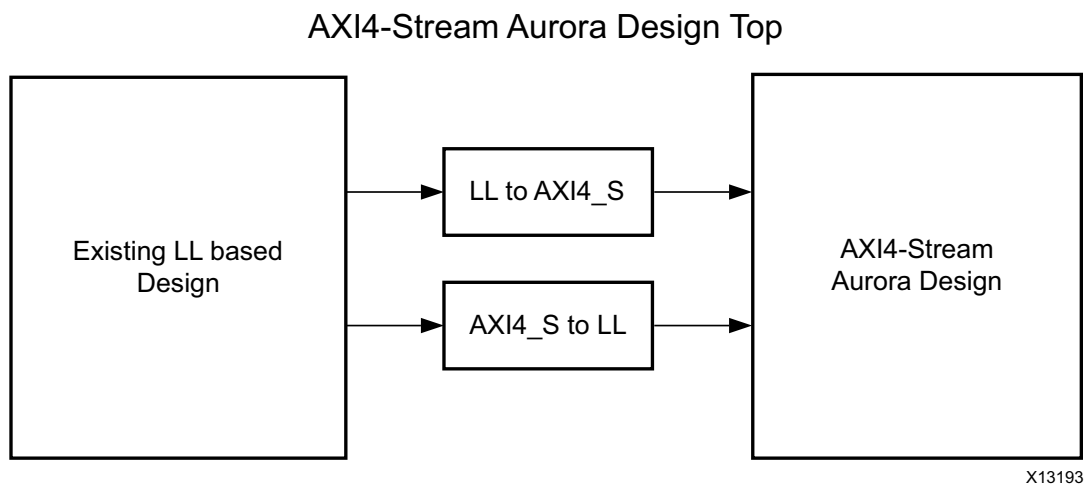 AXI4-Stream Aurora Design Top
Existing LL based
Design
LL to AXI4_S
AXI4_S to LL
AXI4-Stream
Aurora Design
X13193